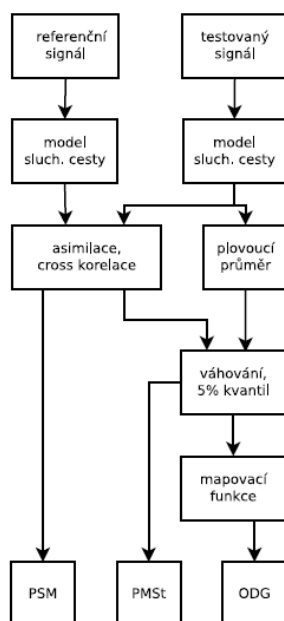 referenční
signál
testovaný
signál
model
sluch. cesty
model
sluch. cesty
asimilace,
cross korelace
plovoucí
průměr
váhování,
5% kvantil
mapovací
funkce
PSM
PMSt
ODG